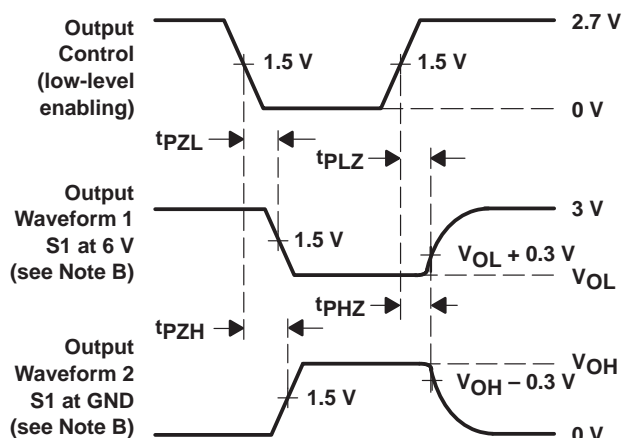 Output
Control
(low-level
enabling)
1.5 V
1.5 V
2.7 V
0 V
tPZL
tPLZ
Output
Waveform 1
S1 at 6 V
(see Note B)
1.5 V
3 V
VOL + 0.3 V
VOL
tPHZ
tPZH
Output
Waveform 2
S1 at GND
(see Note B)
1.5 V
VOH
VOH – 0.3 V
0 V